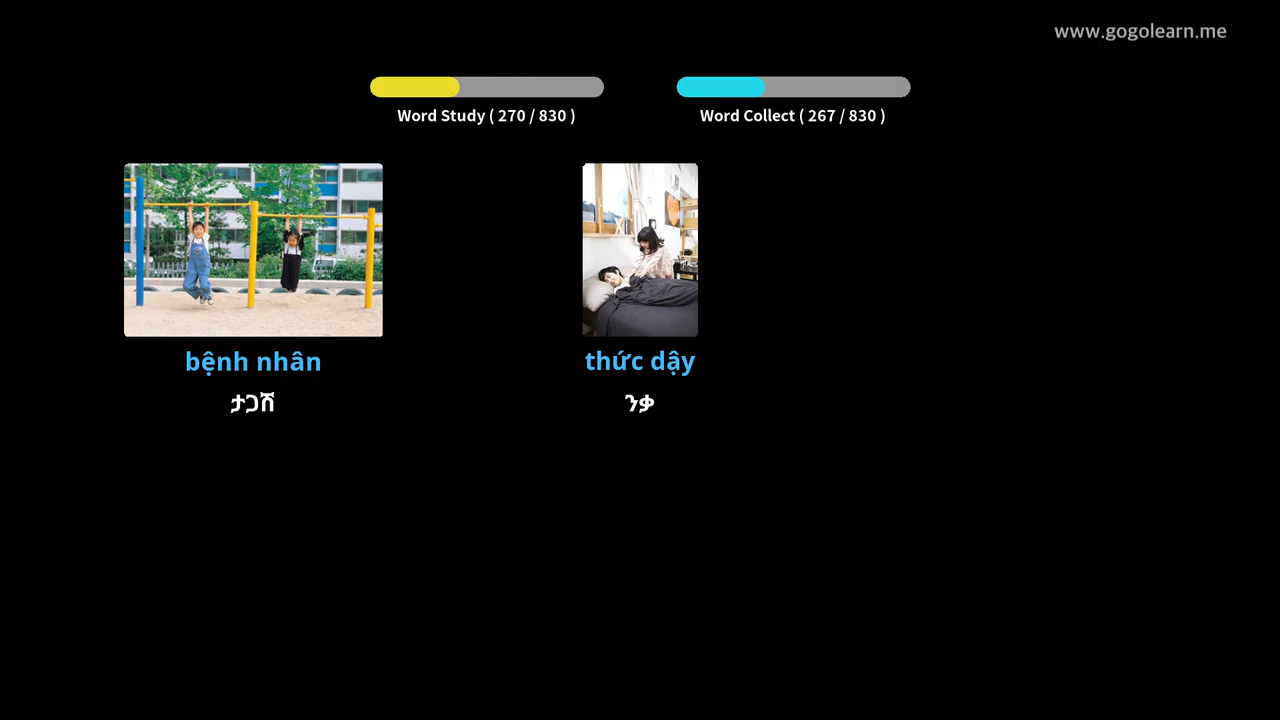 www.gogolearn.me
Word Study ( 270 / 830 )
Word Collect ( 267 / 830 )
bệnh nhân
thức dậy
ታጋሽ
ንቃ